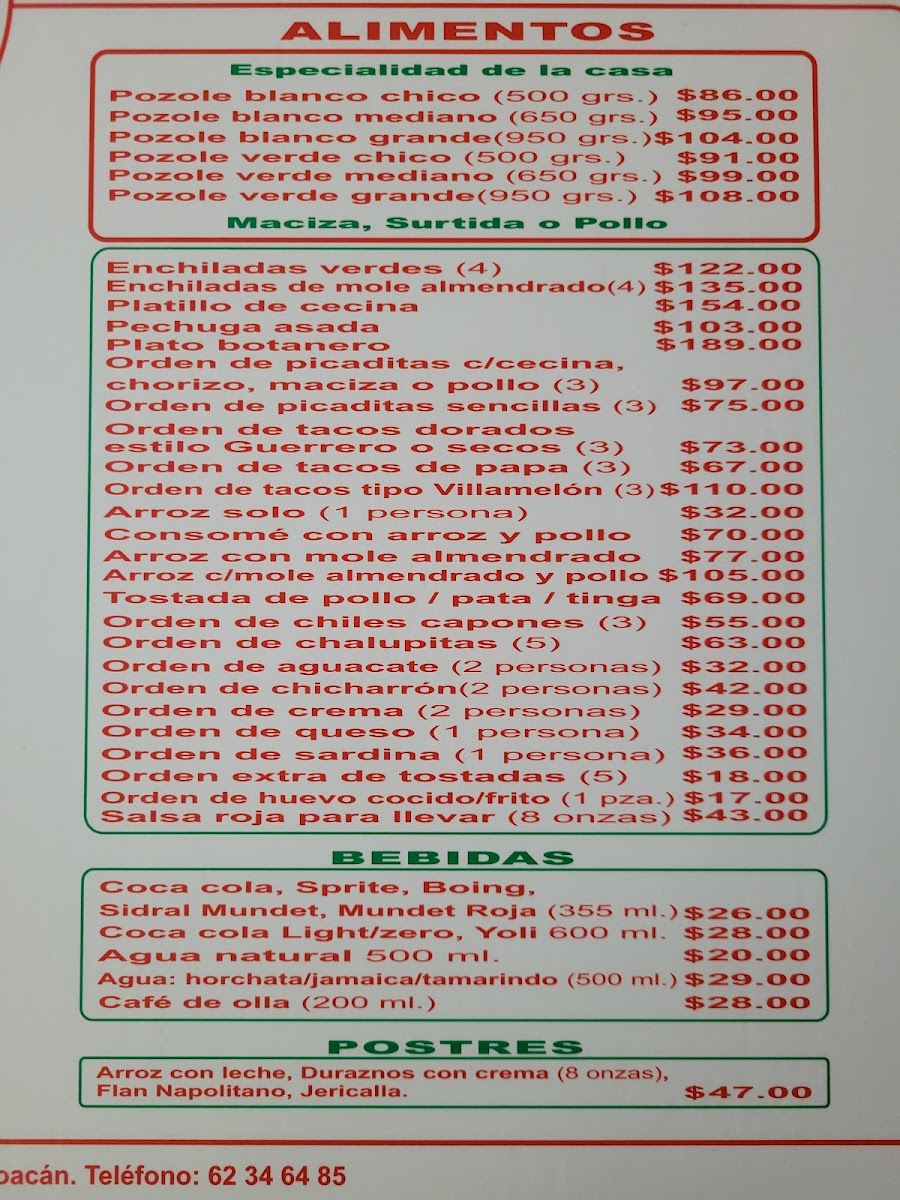 ALIMENTOS
Especialidad de la casa
Pozole blanco chico (500 grs.) $86.00
Pozole blanco mediano (650 grs.) $95.00
Pozole blanco grande(950 grs.)$104.00
Pozole verde chico (500 grs.) $91.00
Pozole verde mediano (650 grs.) $99.00
Pozole verde grande(950 grs.) $108.00
Maciza, Surtida o Pollo
Enchiladas verdes (4) $122.00
Enchiladas de mole almendrado(4) $135.00
Platillo de cecina $154.00
Pechuga asada $103.00
Plato botanero $189.00
Orden de picaditas c/cecina,
chorizo, maciza o pollo (3) $97.00
Orden de picaditas sencillas (3) $75.00
Orden de tacos dorados
estilo Guerrero o secos (3) $73.00
Orden de tacos de papa (3) $67.00
Orden de tacos tipo Villamelón (3)$110.00
Arroz solo (1 persona) $32.00
Consomé con arroz y pollo $70.00
Arroz con mole almendrado $77.00
Arroz c/mole almendrado y pollo $105.00
Tostada de pollo / pata / tinga $69.00
Orden de chiles capones (3) $55.00
Orden de chalupitas (5) $63.00
Orden de aguacate (2 personas) $32.00
Orden de chicharrón(2 personas) $42.00
Orden de crema (2 personas) $29.00
Orden de queso (1 persona) $34.00
Orden de sardina (1 persona) $36.00
Orden extra de tostadas (5) $18.00
Orden de huevo cocido/frito (1 pza.) $17.00
Salsa roja para llevar (8 onzas) $43.00
BEBIDAS
Coca cola, Sprite, Boing,
Sidral Mundet, Mundet Roja (355 ml.) $26.00
Coca cola Light/zero, Yoli 600 ml. $28.00
Agua natural 500 ml. $20.00
Agua: horchata/jamaica/tamarindo (500 ml.) $29.00
Café de olla (200 ml.) $28.00
POSTRES
Arroz con leche, Duraznos con crema (8 onzas),
Flan Napolitano, Jericalla. $47.00
oacán. Teléfono: 62 34 64 85